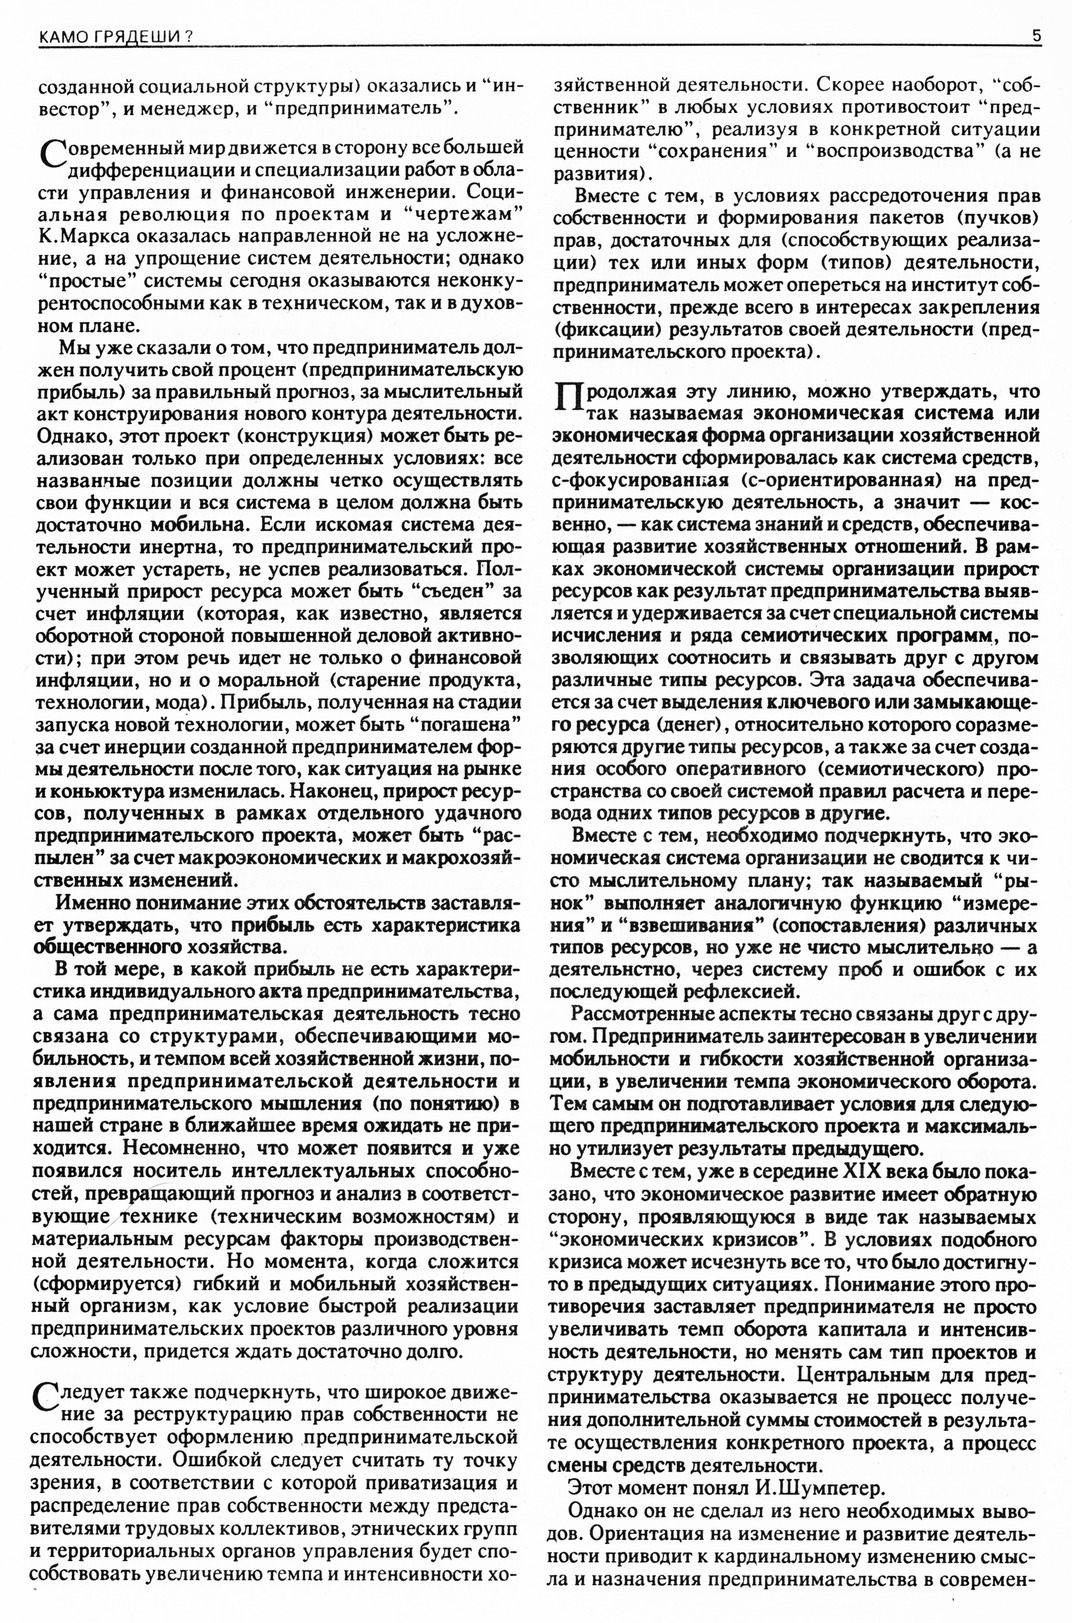 КАМО ГРЯДЕШИ?
5
созданной социальной структуры) оказались и “ин-
вестор”, и менеджер, и “предприниматель”.
Современный мир движется в сторону все большей
дифференциации и специализации работ в обла-
сти управления и финансовой инженерии. Соци-
альная революция по проектам и “чертежам”
К.Маркса оказалась направленной не на усложне-
ние, а на упрощение систем деятельности; однако
“простые” системы сегодня оказываются неконку-
рентоспособными как в техническом, так и в духов-
ном плане.
Мы уже сказали о том, что предприниматель дол-
жен получить свой процент (предпринимательскую
прибыль) за правильный прогноз, за мыслительный
акт конструирования нового контура деятельности.
Однако, этот проект (конструкция) может быть ре-
ализован только при определенных условиях: все
названные позиции должны четко осуществлять
свои функции и вся система в целом должна быть
достаточно мобильна. Если искомая система дея-
тельности инертна, то предпринимательский про-
ект может устареть, не успев реализоваться. Пол-
ученный прирост ресурса может быть “съеден” за
счет инфляции (которая, как известно, является
оборотной стороной повышенной деловой активно-
сти); при этом речь идет не только о финансовой
инфляции, но и о моральной (старение продукта,
технологии, мода). Прибыль, полученная на стадии
запуска новой технологии, может быть “погашена”
за счет инерции созданной предпринимателем фор-
мы деятельности после того, как ситуация на рынке
и коньюктура изменилась. Наконец, прирост ресур-
сов, полученных в рамках отдельного удачного
предпринимательского проекта, может быть “рас-
пылен” за счет макроэкономических и макрохозяй-
ственных изменений.
Именно понимание этих обстоятельств заставля-
ет утверждать, что прибыль есть характеристика
общественного хозяйства.
В той мере, в какой прибыль не есть характери-
стика индивидуального акта предпринимательства,
а сама предпринимательская деятельность тесно
связана со структурами, обеспечивающими мо-
бильность, и темпом всей хозяйственной жизни, по-
явления предпринимательской деятельности и
предпринимательского мышления (по понятию) в
нашей стране в ближайшее время ожидать не при-
ходится. Несомненно, что может появится и уже
появился носитель интеллектуальных способно-
стей, превращающий прогноз и анализ в соответст-
вующие технике (техническим возможностям) и
материальным ресурсам факторы производствен-
ной деятельности. Но момента, когда сложится
(сформируется) гибкий и мобильный хозяйствен-
ный организм, как условие быстрой реализации
предпринимательских проектов различного уровня
сложности, придется ждать достаточно долго.
Следует также подчеркнуть, что широкое движе-
ние за реструктурацию прав собственности не
способствует оформлению предпринимательской
деятельности. Ошибкой следует считать ту точку
зрения, в соответствии с которой приватизация и
распределение прав собственности между предста-
вителями трудовых коллективов, этнических групп
и территориальных органов управления будет спо-
собствовать увеличению темпа и интенсивности хо-
зяйственной деятельности. Скорее наоборот, “соб-
ственник” в любых условиях противостоит “пред-
принимателю”, реализуя в конкретной ситуации
ценности “сохранения” и “воспроизводства” (а не
развития).
Вместе с тем, в условиях рассредоточения прав
собственности и формирования пакетов (пучков)
прав, достаточных для (способствующих реализа-
ции) тех или иных форм (типов) деятельности,
предприниматель может опереться на институт соб-
ственности, прежде всего в интересах закрепления
(фиксации) результатов своей деятельности (пред-
принимательского проекта).
Продолжая эту линию, можно утверждать, что
так называемая экономическая система или
экономическая форма организации хозяйственной
деятельности сформировалась как система средств,
с-фокусированная (с-ориентированная) на пред-
принимательскую деятельность, а значит — кос-
венно, — как система знаний и средств, обеспечива-
ющая развитие хозяйственных отношений. В рам-
ках экономической системы организации прирост
ресурсов как результат предпринимательства выяв-
ляется и удерживается за счет специальной системы
исчисления и ряда семиотических программ, по-
зволяющих соотносить и связывать друг с другом
различные типы ресурсов. Эта задача обеспечива-
ется за счет выделения ключевого или замыкающе-
го ресурса (денег), относительно которого соразме-
ряются другие типы ресурсов, а также за счет созда-
ния особого оперативного (семиотического) про-
странства со своей системой правил расчета и пере-
вода одних типов ресурсов в другие.
Вместе с тем, необходимо подчеркнуть, что эко-
номическая система организации не сводится к чи-
сто мыслительному плану; так называемый “ры-
нок” выполняет аналогичную функцию “измере-
ния” и “взвешивания” (сопоставления) различных
типов ресурсов, но уже не чисто мыслительно — а
деятельнстно, через систему проб и ошибок с их
последующей рефлексией.
Рассмотренные аспекты тесно связаны друг с дру-
гом. Предприниматель заинтересован в увеличении
мобильности и гибкости хозяйственной организа-
ции, в увеличении темпа экономического оборота.
Тем самым он подготавливает условия для следую-
щего предпринимательского проекта и максималь-
но утилизует результаты предыдущего.
Вместе с тем, уже в середине XIX века было пока-
зано, что экономическое развитие имеет обратную
сторону, проявляющуюся в виде так называемых
“экономических кризисов”. В условиях подобного
кризиса может исчезнуть все то, что было достигну-
то в предыдущих ситуациях. Понимание этого про-
тиворечия заставляет предпринимателя не просто
увеличивать темп оборота капитала и интенсив-
ность деятельности, но менять сам тип проектов и
структуру деятельности. Центральным для пред-
принимательства оказывается не процесс получе-
ния дополнительной суммы стоимостей в результа-
те осуществления конкретного проекта, а процесс
смены средств деятельности.
Этот момент понял И.Шумпетер.
Однако он не сделал из него необходимых выво-
дов. Ориентация на изменение и развитие деятель-
ности приводит к кардинальному изменению смыс-
ла и назначения предпринимательства в современ-